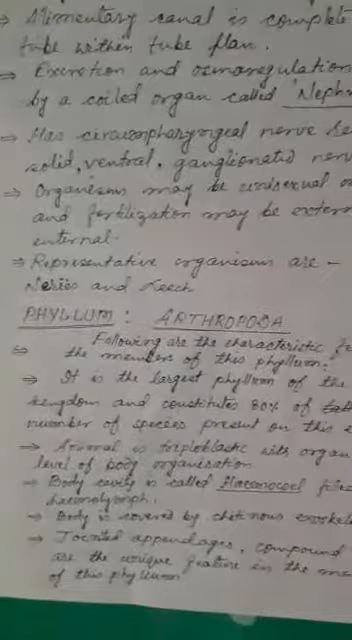 ⇒ Alimentary canal is complete
tube within tube plan.
⇒ Excretion and osmoregulation
by a coiled organ called Neph
⇒ Has circumpharyngeal nerve
solid, ventral, ganglionated nerv
⇒ Organisms may be unisexual o
and fertilization may be extern
internal.
⇒ Representative organisms are -
Nereis and Leech
PHYLLUM: ARTHROPODA
Following are the characteristic fe
⇒ the members of this phyllum:
⇒ It is the largest phyllum of the
kingdom and constitutes 80% of
number of species present on this e
⇒ Animal is triploblastic with organ
level of body organisation
⇒ Body cavity is called Haemocoel
haemolymph.
⇒ Body is covered by chitinous exoskele
⇒ Jointed appendages, compound
are the unique feature in the me
of this phyllum